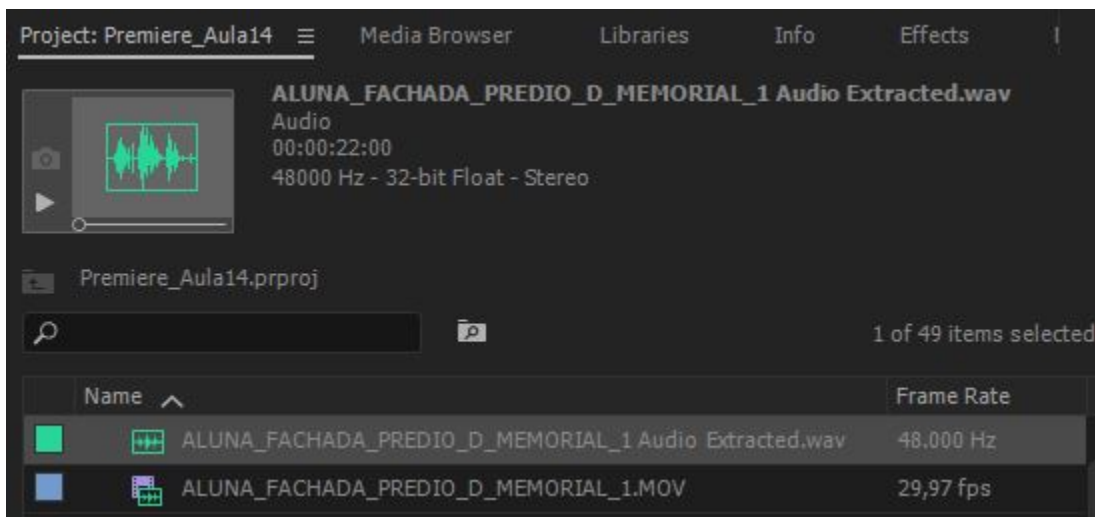 Project: Premiere_Aula14 Media Browser Libraries Info Effects
ALUNA_FACHADA_PREDIO_D_MEMORIAL_1 Audio Extracted.wav
Audio
00:00:22:00
48000 Hz - 32-bit Float - Stereo
Premiere_Aula14.prproj
1 of 49 items selected
Name Frame Rate
ALUNA_FACHADA_PREDIO_D_MEMORIAL_1 Audio Extracted.wav 48.000 Hz
ALUNA_FACHADA_PREDIO_D_MEMORIAL_1.MOV 29,97 fps